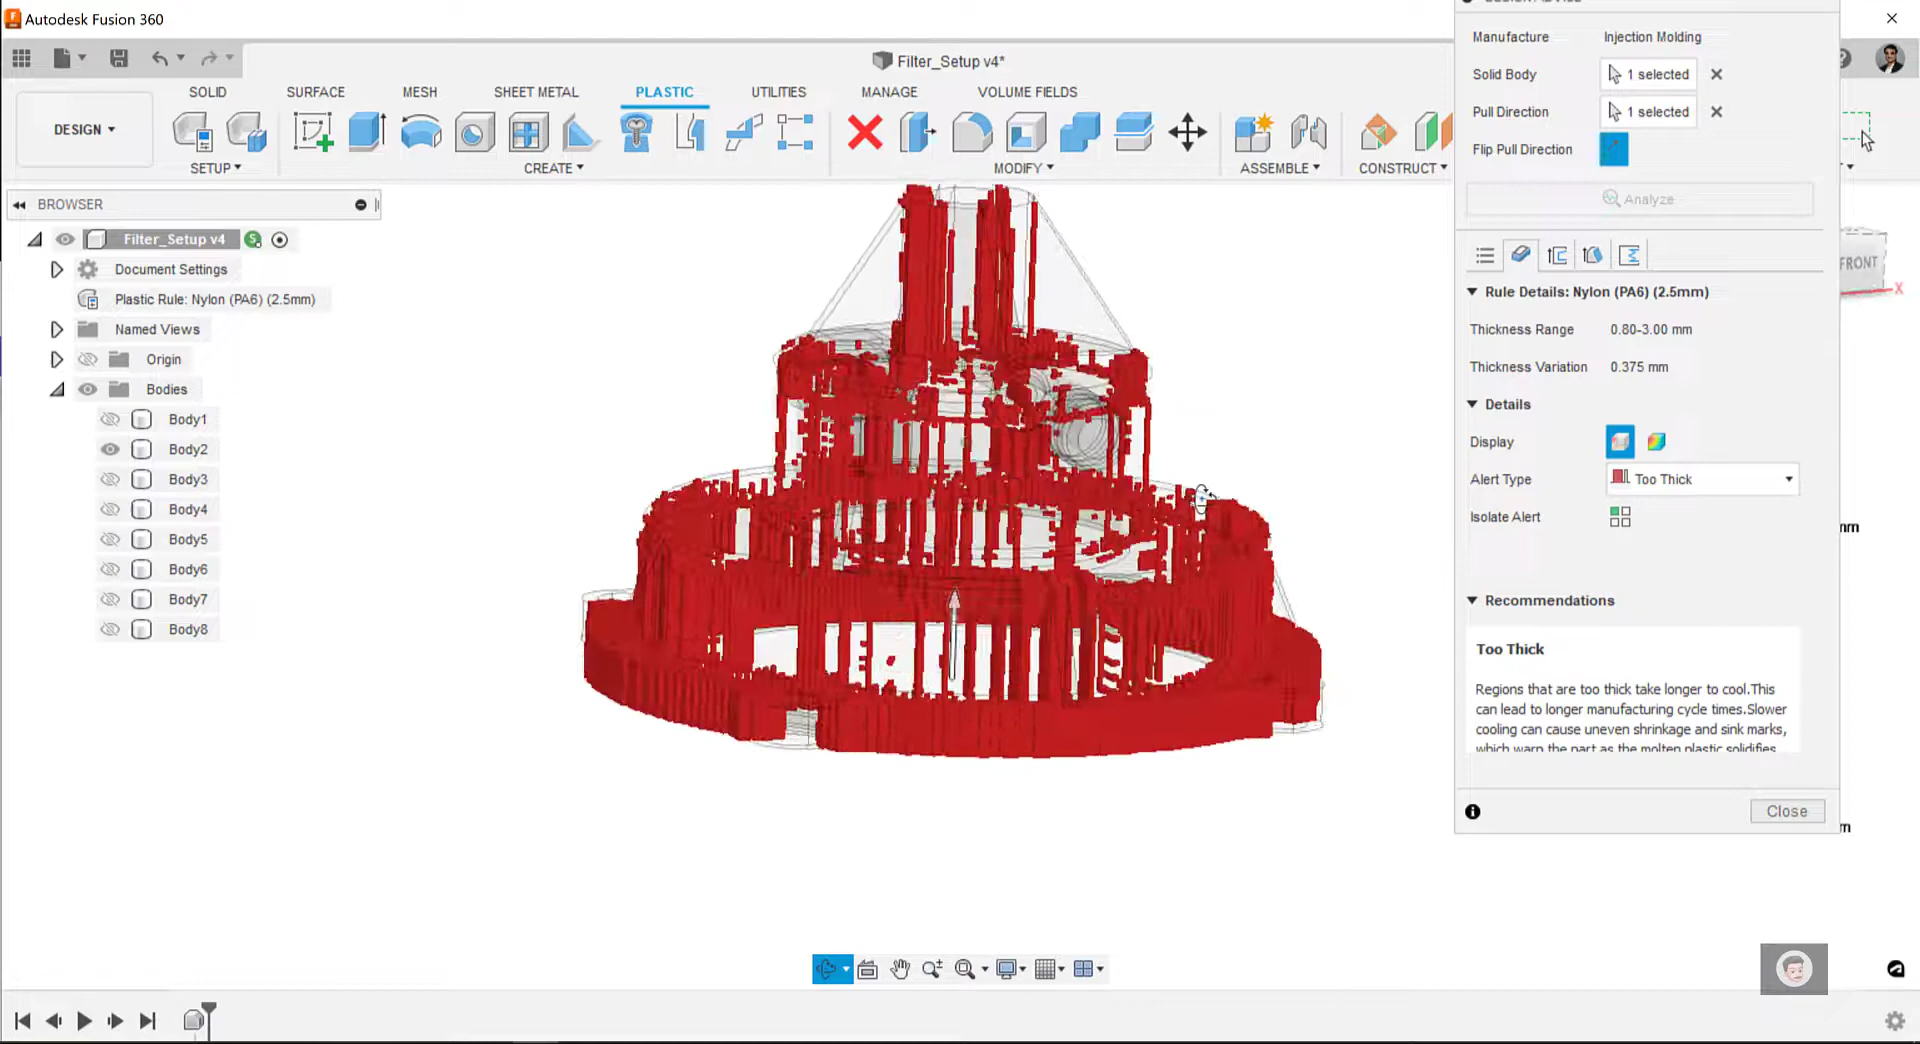 Autodesk Fusion 360
Filter_Setup v4*
SOLID
SURFACE
MESH
SHEET METAL
PLASTIC
UTILITIES
MANAGE
VOLUME FIELDS
DESIGN
SETUP
CREATE
MODIFY
ASSEMBLE
CONSTRUCT
BROWSER
Filter_Setup v4
Document Settings
Plastic Rule: Nylon (PA6) (2.5mm)
Named Views
Origin
Bodies
Body1
Body2
Body3
Body4
Body5
Body6
Body7
Body8
Manufacture Injection Molding
Solid Body 1 selected
Pull Direction 1 selected
Flip Pull Direction
Analyze
Rule Details: Nylon (PA6) (2.5mm)
Thickness Range 0.80-3.00 mm
Thickness Variation 0.375 mm
Details
Display
Alert Type Too Thick
Isolate Alert
Recommendations
Too Thick
Regions that are too thick take longer to cool.This
can lead to longer manufacturing cycle times.Slower
cooling can cause uneven shrinkage and sink marks,
which warp the part as the molten plastic solidifies
Close
FRONT
X